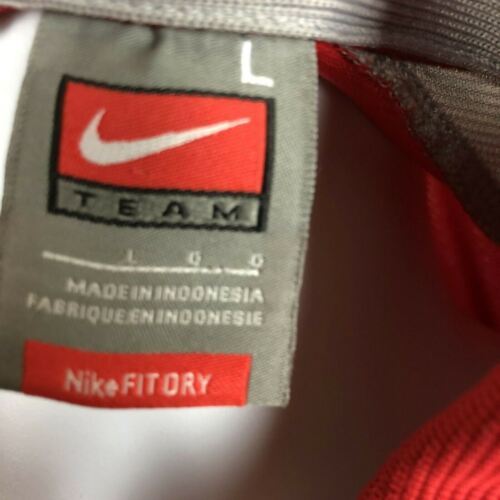 L
TEAM
L G G
MADE IN INDONESIA
FABRIQUE EN INDONESIE
Nike FIT DRY